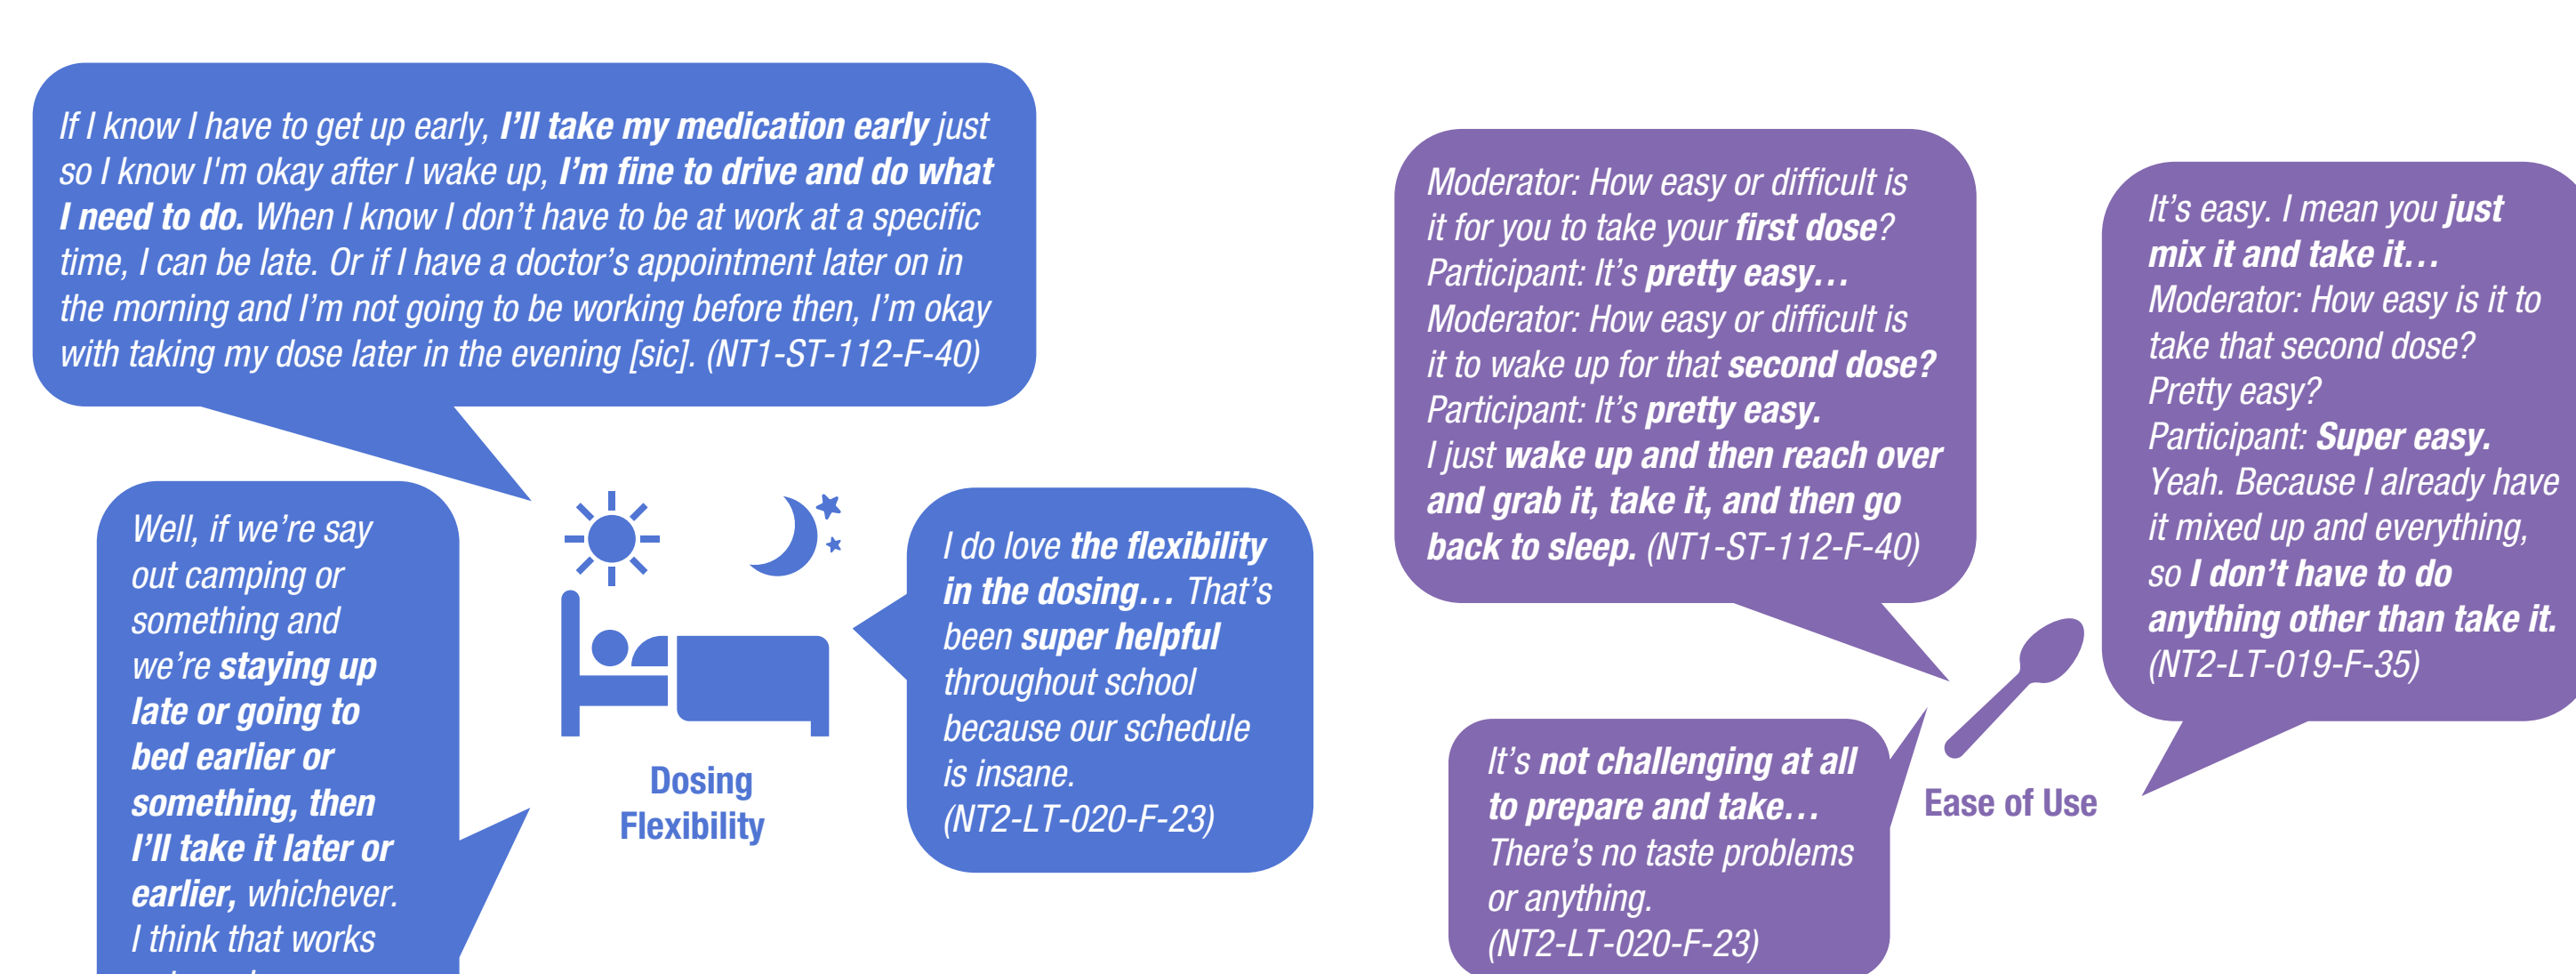 If I know I have to get up early, I’ll take my medication early just
so I know I'm okay after I wake up, I’m fine to drive and do what
I need to do. When I know I don’t have to be at work at a specific
time, I can be late. Or if I have a doctor’s appointment later on in
the morning and I’m not going to be working before then, I’m okay
with taking my dose later in the evening [sic]. (NT1-ST-112-F-40)
Well, if we’re say
out camping or
something and
we’re staying up
late or going to
bed earlier or
something, then
I’ll take it later or
earlier, whichever.
I think that works
Dosing
Flexibility
I do love the flexibility
in the dosing… That’s
been super helpful
throughout school
because our schedule
is insane.
(NT2-LT-020-F-23)
Moderator: How easy or difficult is
it for you to take your first dose?
Participant: It’s pretty easy…
Moderator: How easy or difficult is
it to wake up for that second dose?
Participant: It’s pretty easy.
I just wake up and then reach over
and grab it, take it, and then go
back to sleep. (NT1-ST-112-F-40)
It’s easy. I mean you just
mix it and take it…
Moderator: How easy is it to
take that second dose?
Pretty easy?
Participant: Super easy.
Yeah. Because I already have
it mixed up and everything,
so I don’t have to do
anything other than take it.
(NT2-LT-019-F-35)
It’s not challenging at all
to prepare and take…
There’s no taste problems
or anything.
(NT2-LT-020-F-23)
Ease of Use